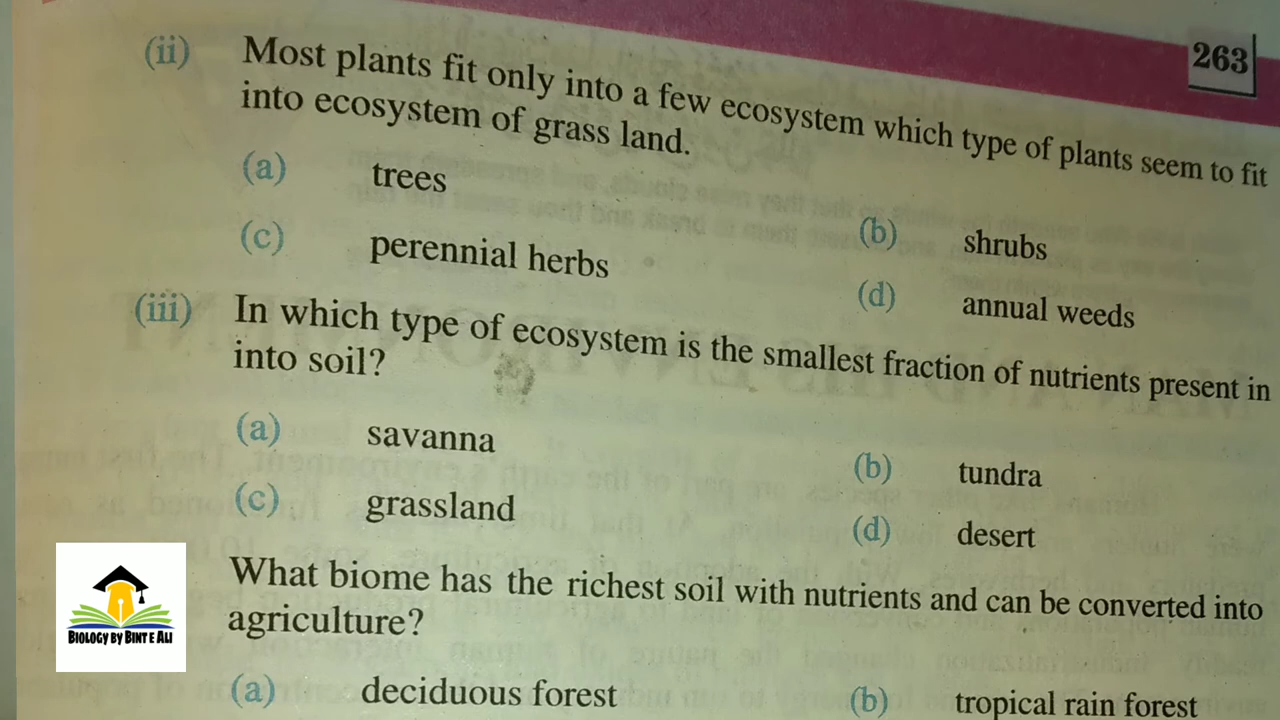 263
(ii) Most plants fit only into a few ecosystem which type of plants seem to fit
into ecosystem of grass land.
(a) trees
(b) shrubs
(c) perennial herbs
(d) annual weeds
(iii) In which type of ecosystem is the smallest fraction of nutrients present in
into soil?
(a) savanna
(b) tundra
(c) grassland
(d) desert
What biome has the richest soil with nutrients and can be converted into
agriculture?
(a) deciduous forest
(b) tropical rain forest
BIOLOGY BY BINT E ALI